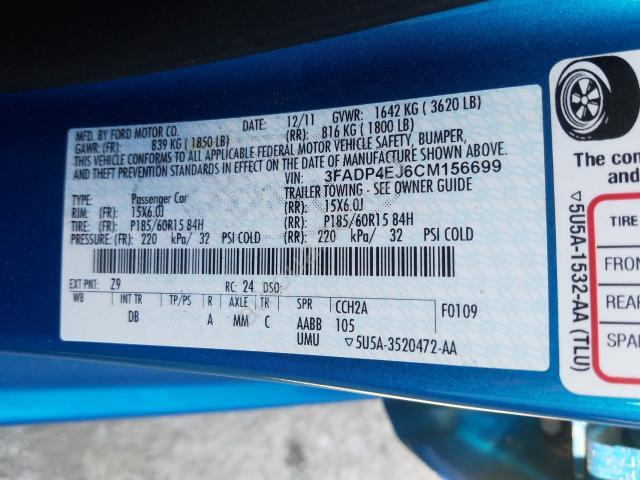 MFD. BY FORD MOTOR CO.
DATE: 12/11 GVWR: 1642 KG ( 3620 LB)
GAWR: (FR): 839 KG ( 1850 LB) (RR): 816 KG ( 1800 LB)
THIS VEHICLE CONFORMS TO ALL APPLICABLE FEDERAL MOTOR VEHICLE SAFETY, BUMPER,
AND THEFT PREVENTION STANDARDS IN EFFECT ON THE DATE OF MANUFACTURE SHOWN ABOVE.
VIN: 3FADP4EJ6CM156699
TYPE: Passenger Car TRAILER TOWING - SEE OWNER GUIDE
RIM: 15X6.0J (RR): 15X6.0J
TIRE: (FR): P185/60R15 84H (RR): P185/60R15 84H
PRESSURE: (FR): 220 kPa/ 32 PSI COLD (RR): 220 kPa/ 32 PSI COLD
EXT PNT: Z9 RC: 24 DSO:
WB INT TR TP/PS R AXLE TR SPR CCH2A F0109
DB A MM C AABB 105
UMU ▽5U5A-3520472-AA
▽5U5A-1532-AA (TLU)
The con
and
TIRE
FRON
REAR
SPAR